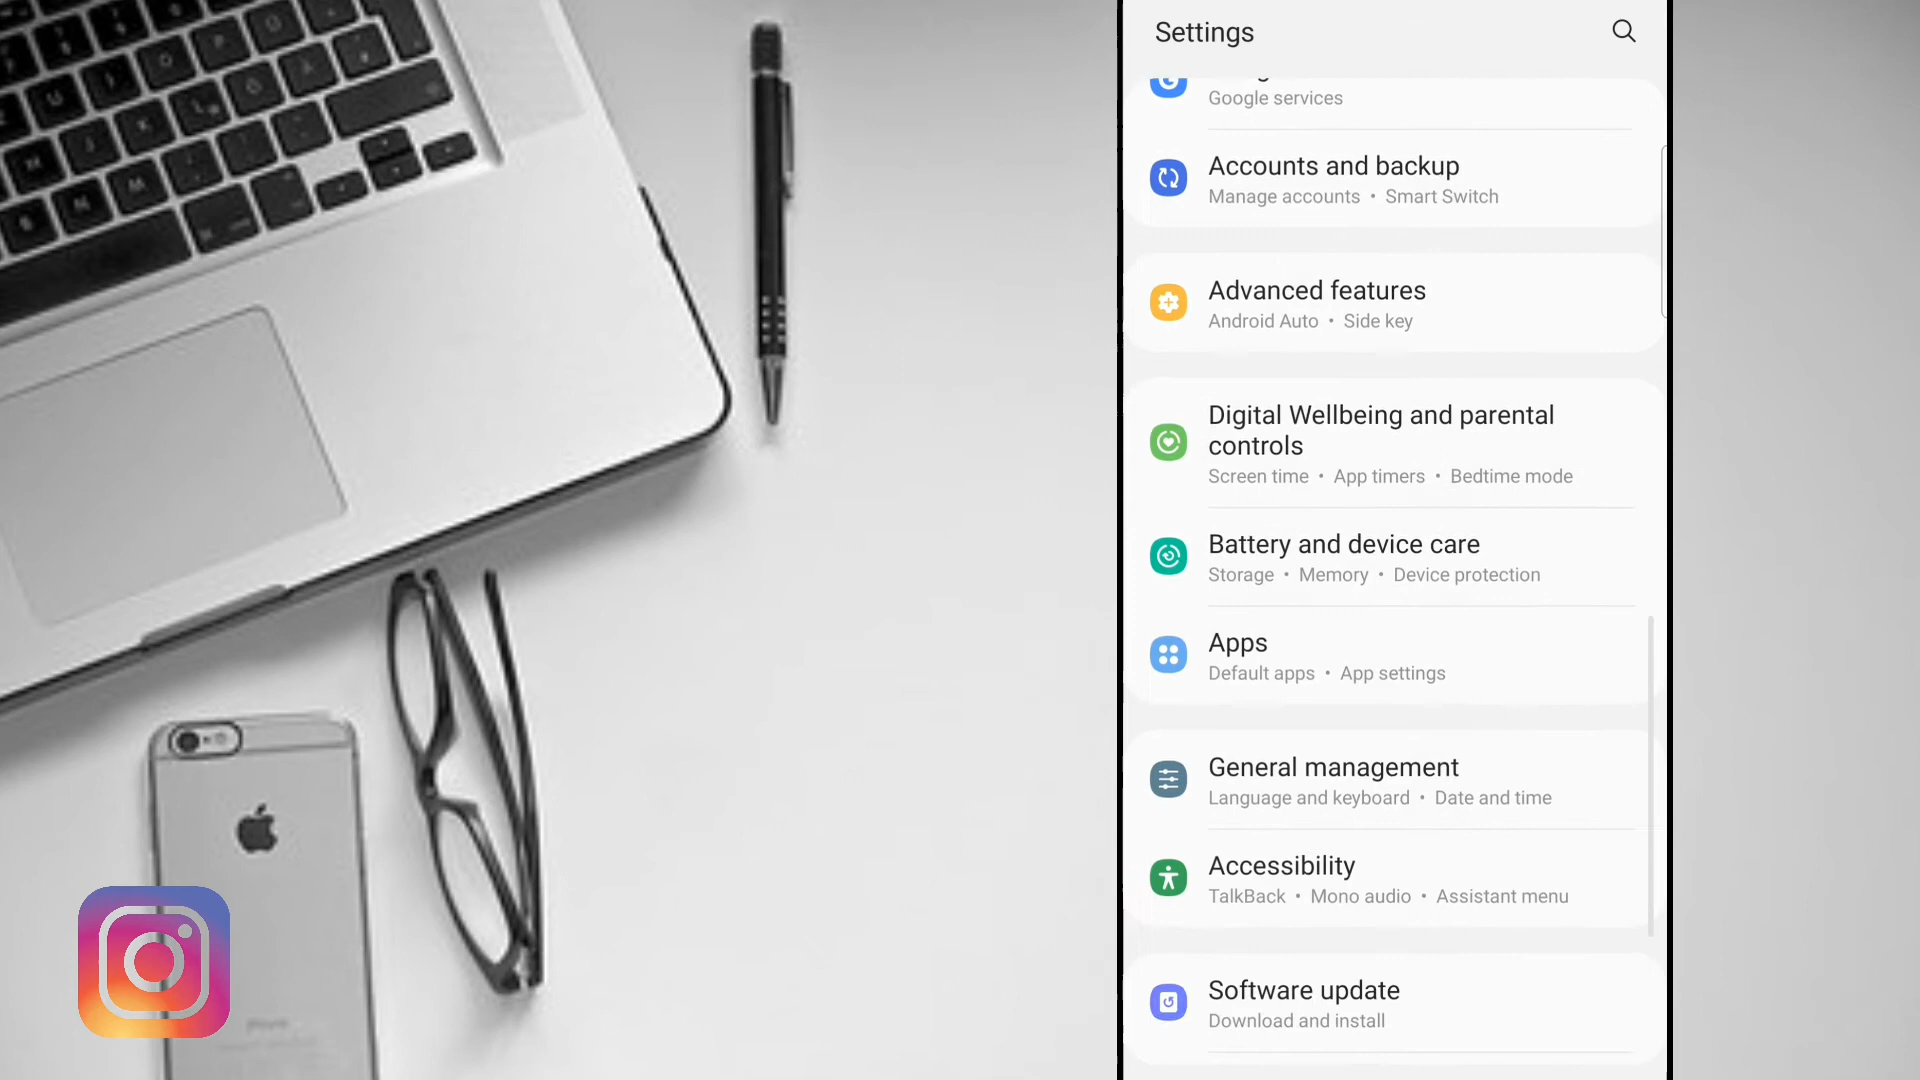 Settings
Google services
Accounts and backup
Manage accounts • Smart Switch
Advanced features
Android Auto • Side key
Digital Wellbeing and parental
controls
Screen time • App timers • Bedtime mode
Battery and device care
Storage • Memory • Device protection
Apps
Default apps • App settings
General management
Language and keyboard • Date and time
Accessibility
TalkBack • Mono audio • Assistant menu
Software update
Download and install